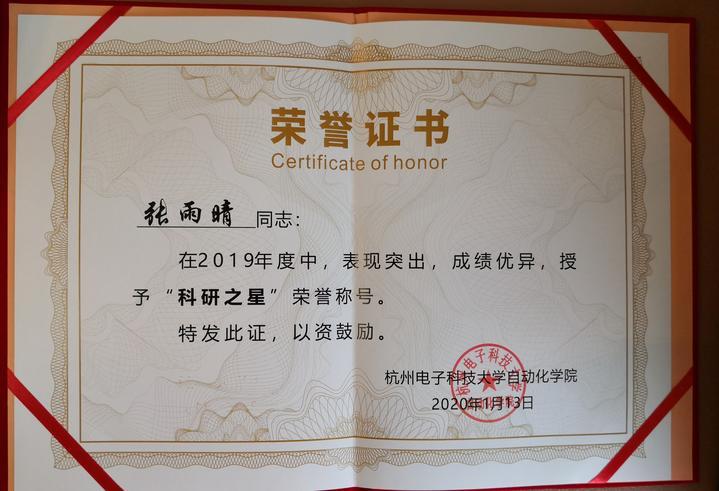 荣誉证书
Certificate of honor
张雨晴 同志：
在2019年度中，表现突出，成绩优异，授
予“科研之星”荣誉称号。
特发此证，以资鼓励。
杭州电子科技大学自动化学院
2020年1月13日